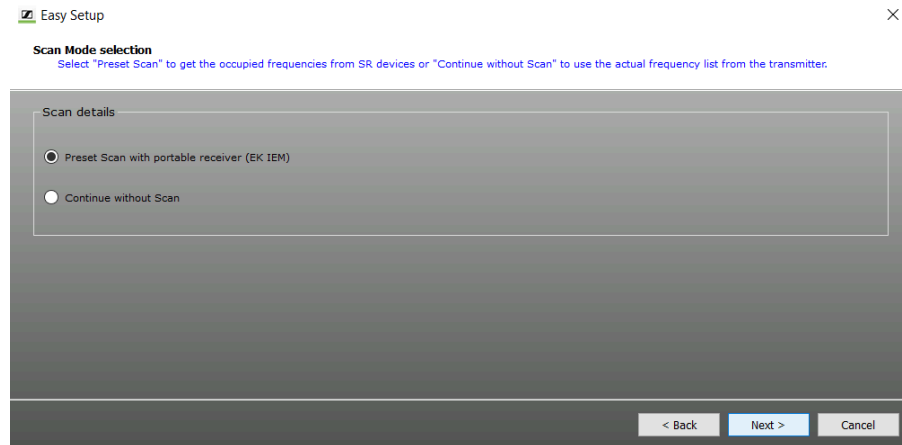 Easy Setup
Scan Mode selection
Select "Preset Scan" to get the occupied frequencies from SR devices or "Continue without Scan" to use the actual frequency list from the transmitter.
Scan details
Preset Scan with portable receiver (EK IEM)
Continue without Scan
< Back Next > Cancel